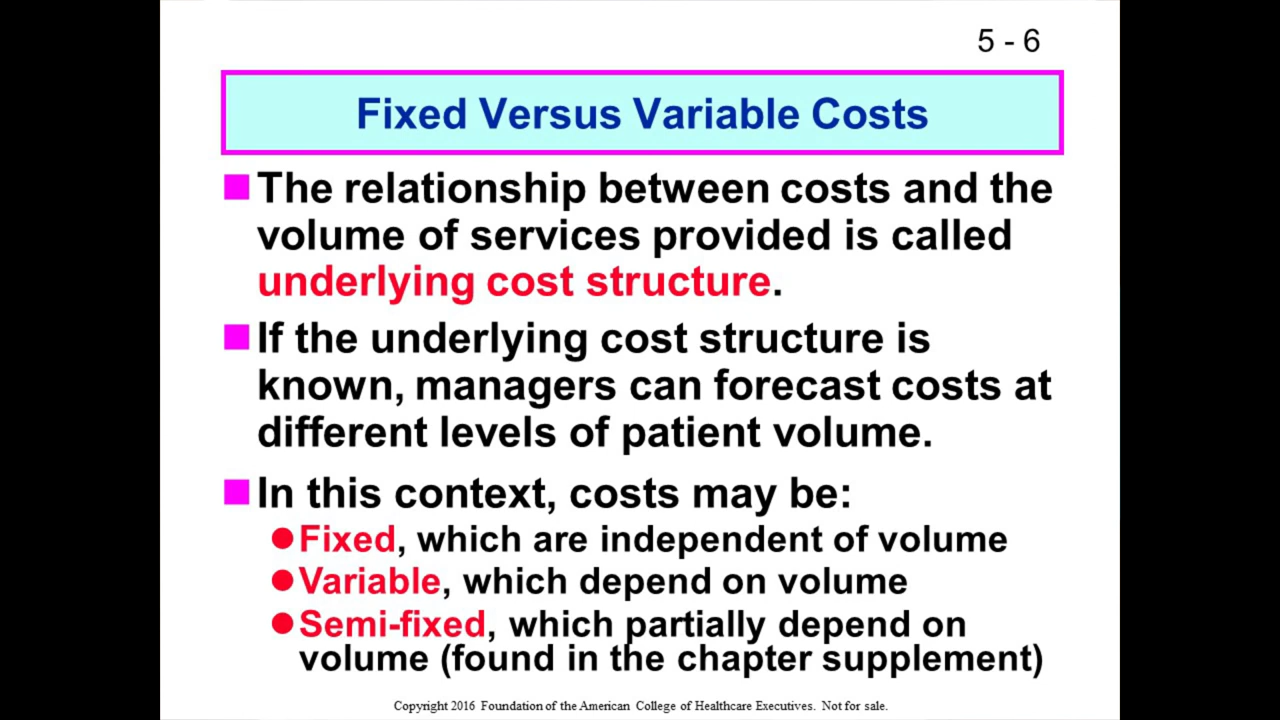 5 - 6
Fixed Versus Variable Costs
The relationship between costs and the
volume of services provided is called
underlying cost structure.
If the underlying cost structure is
known, managers can forecast costs at
different levels of patient volume.
In this context, costs may be:
Fixed, which are independent of volume
Variable, which depend on volume
Semi-fixed, which partially depend on
volume (found in the chapter supplement)
Copyright 2016 Foundation of the American College of Healthcare Executives. Not for sale.